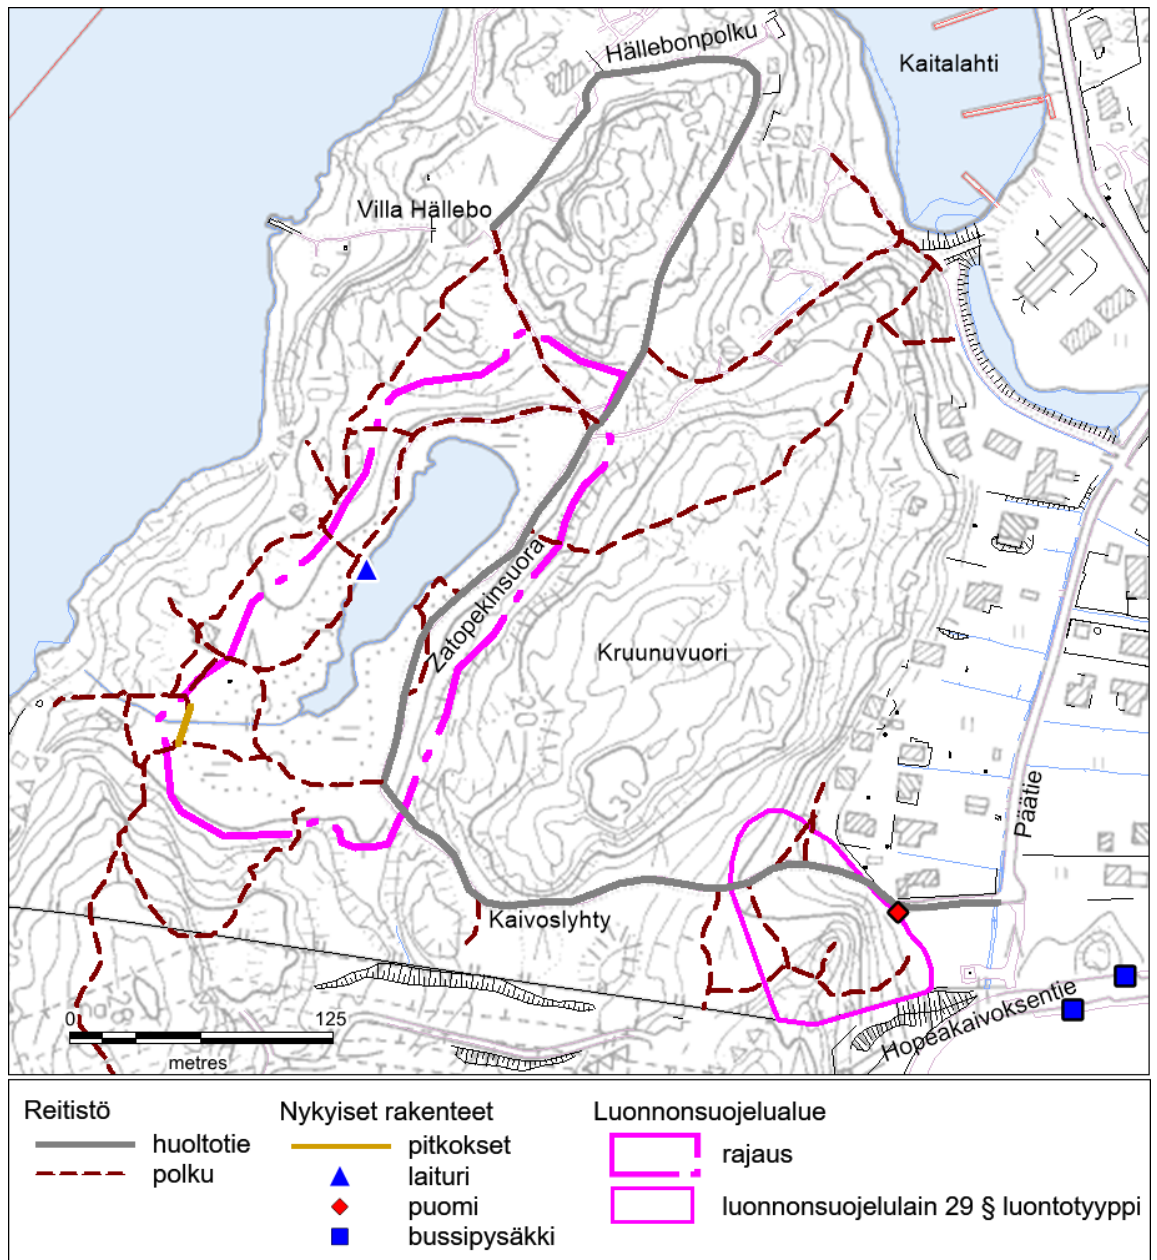 Hällebonpolku
Kaitalahti
Villa Hällebo
Zatopekinsuora
Kruunuvuori
Päätie
Kaivoslyhty
Hopeakaivoksentie
0 125
metres
Reitistö
huoltotie
polku
Nykyiset rakenteet
pitkokset
laituri
puomi
bussipysäkki
Luonnonsuojelualue
rajaus
luonnonsuojelulain 29 § luontotyyppi